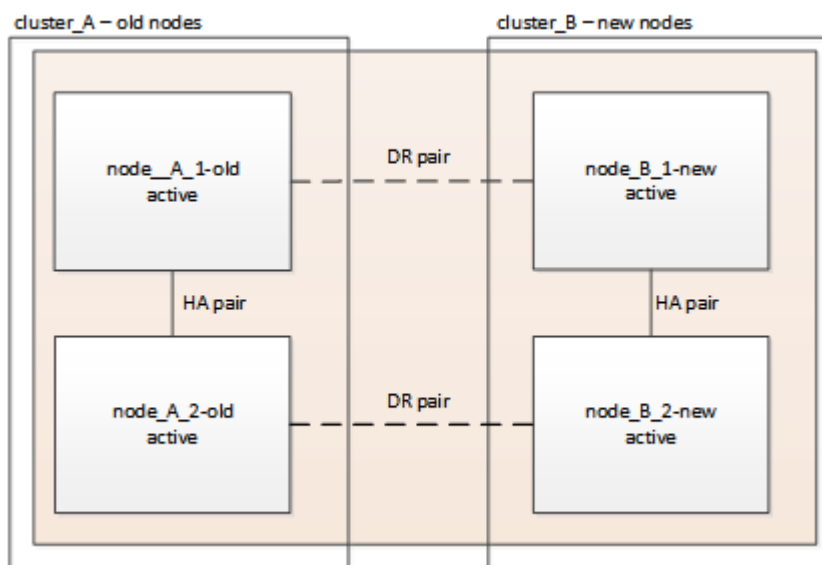 cluster_A – old nodes
cluster_B – new nodes
node__A_1-old
active
DR pair
node_B_1-new
active
HA pair
HA pair
node_A_2-old
active
DR pair
node_B_2-new
active